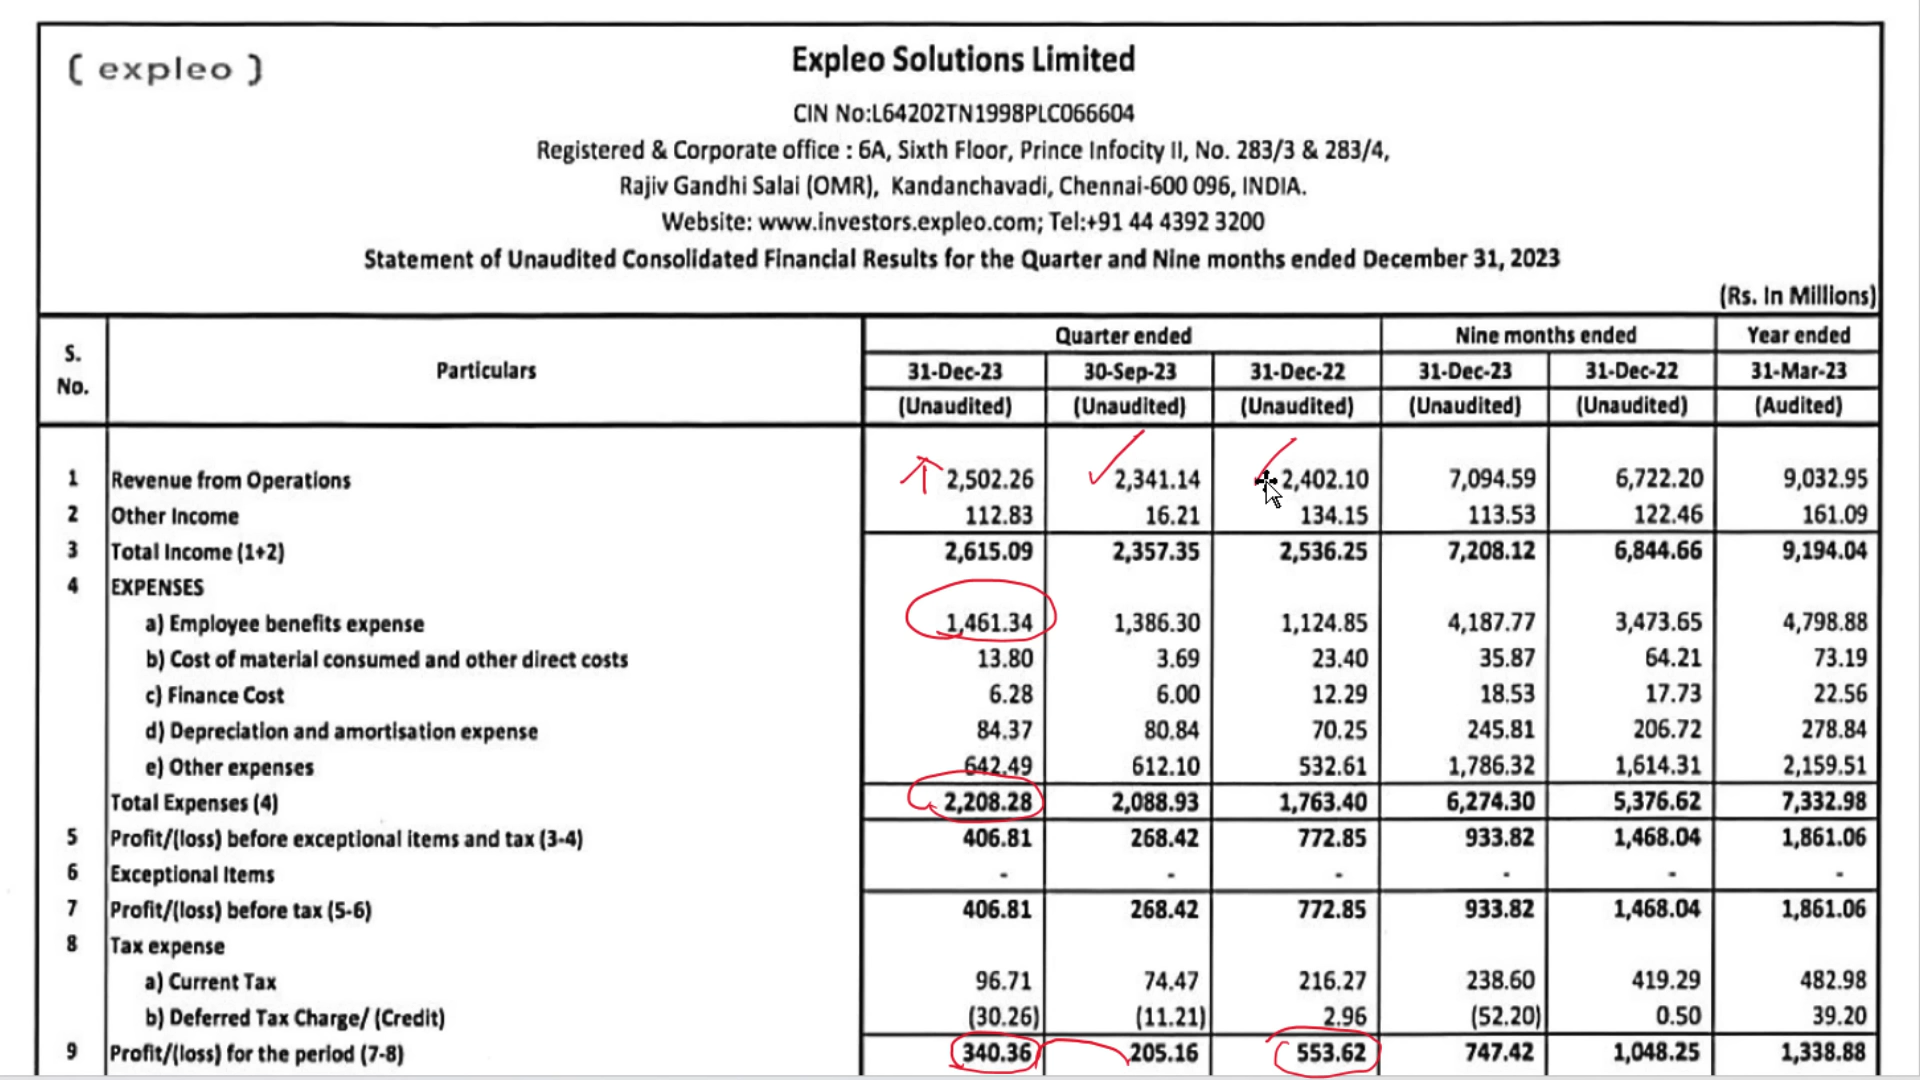 ( expleo )
Expleo Solutions Limited
CIN No:L64202TN1998PLC066604
Registered & Corporate office : 6A, Sixth Floor, Prince Infocity II, No. 283/3 & 283/4,
Rajiv Gandhi Salai (OMR), Kandanchavadi, Chennai-600 096, INDIA.
Website: www.investors.expleo.com; Tel:+91 44 4392 3200
Statement of Unaudited Consolidated Financial Results for the Quarter and Nine months ended December 31, 2023
(Rs. In Millions)
S. No. Particulars Quarter ended Nine months ended Year ended
31-Dec-23 30-Sep-23 31-Dec-22 31-Dec-23 31-Dec-22 31-Mar-23
(Unaudited) (Unaudited) (Unaudited) (Unaudited) (Unaudited) (Audited)
1 Revenue from Operations 2,502.26 2,341.14 2,402.10 7,094.59 6,722.20 9,032.95
2 Other Income 112.83 16.21 134.15 113.53 122.46 161.09
3 Total Income (1+2) 2,615.09 2,357.35 2,536.25 7,208.12 6,844.66 9,194.04
4 EXPENSES
a) Employee benefits expense 1,461.34 1,386.30 1,124.85 4,187.77 3,473.65 4,798.88
b) Cost of material consumed and other direct costs 13.80 3.69 23.40 35.87 64.21 73.19
c) Finance Cost 6.28 6.00 12.29 18.53 17.73 22.56
d) Depreciation and amortisation expense 84.37 80.84 70.25 245.81 206.72 278.84
e) Other expenses 642.49 612.10 532.61 1,786.32 1,614.31 2,159.51
Total Expenses (4) 2,208.28 2,088.93 1,763.40 6,274.30 5,376.62 7,332.98
5 Profit/(loss) before exceptional items and tax (3-4) 406.81 268.42 772.85 933.82 1,468.04 1,861.06
6 Exceptional Items - - - - - -
7 Profit/(loss) before tax (5-6) 406.81 268.42 772.85 933.82 1,468.04 1,861.06
8 Tax expense
a) Current Tax 96.71 74.47 216.27 238.60 419.29 482.98
b) Deferred Tax Charge/ (Credit) (30.26) (11.21) 2.96 (52.20) 0.50 39.20
9 Profit/(loss) for the period (7-8) 340.36 205.16 553.62 747.42 1,048.25 1,338.88